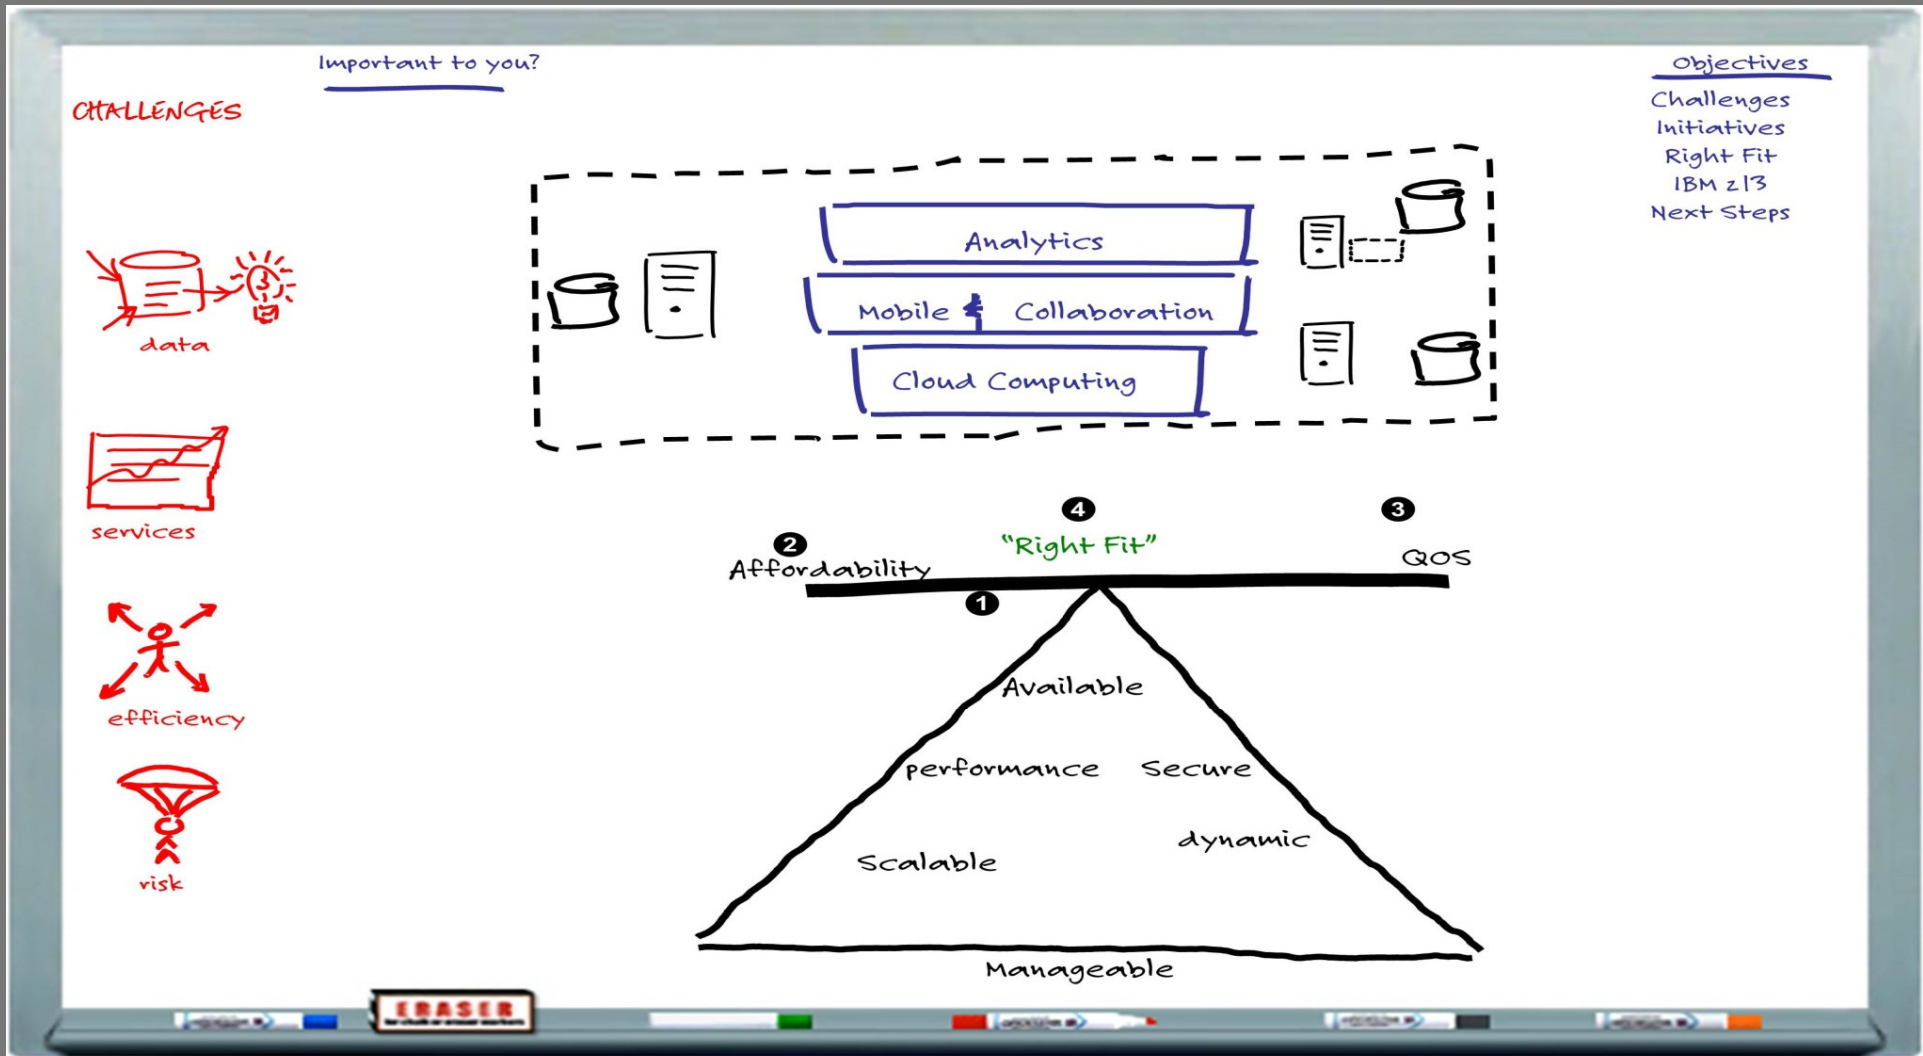 Important to you?
CHALLENGES
data
services
efficiency
risk
Analytics
Mobile & Collaboration
Cloud Computing
4
"Right Fit"
3
2
Affordability
QOS
1
Available
performance Secure
dynamic
Scalable
Manageable
Objectives
Challenges
Initiatives
Right Fit
IBM z13
Next Steps
ERASER